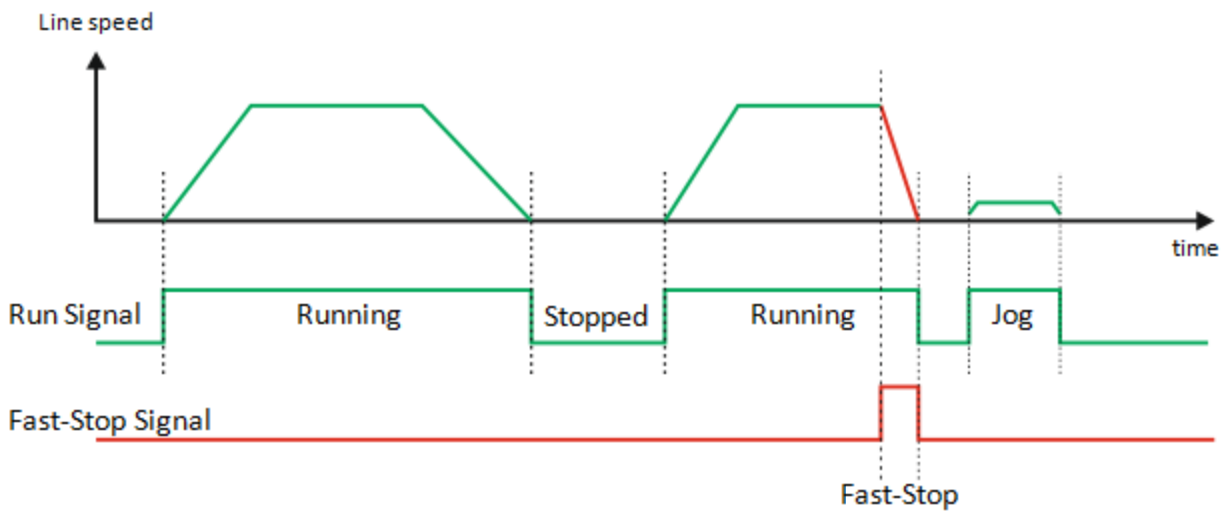 Line speed
time
Run Signal Running Stopped Running Jog
Fast-Stop Signal
Fast-Stop